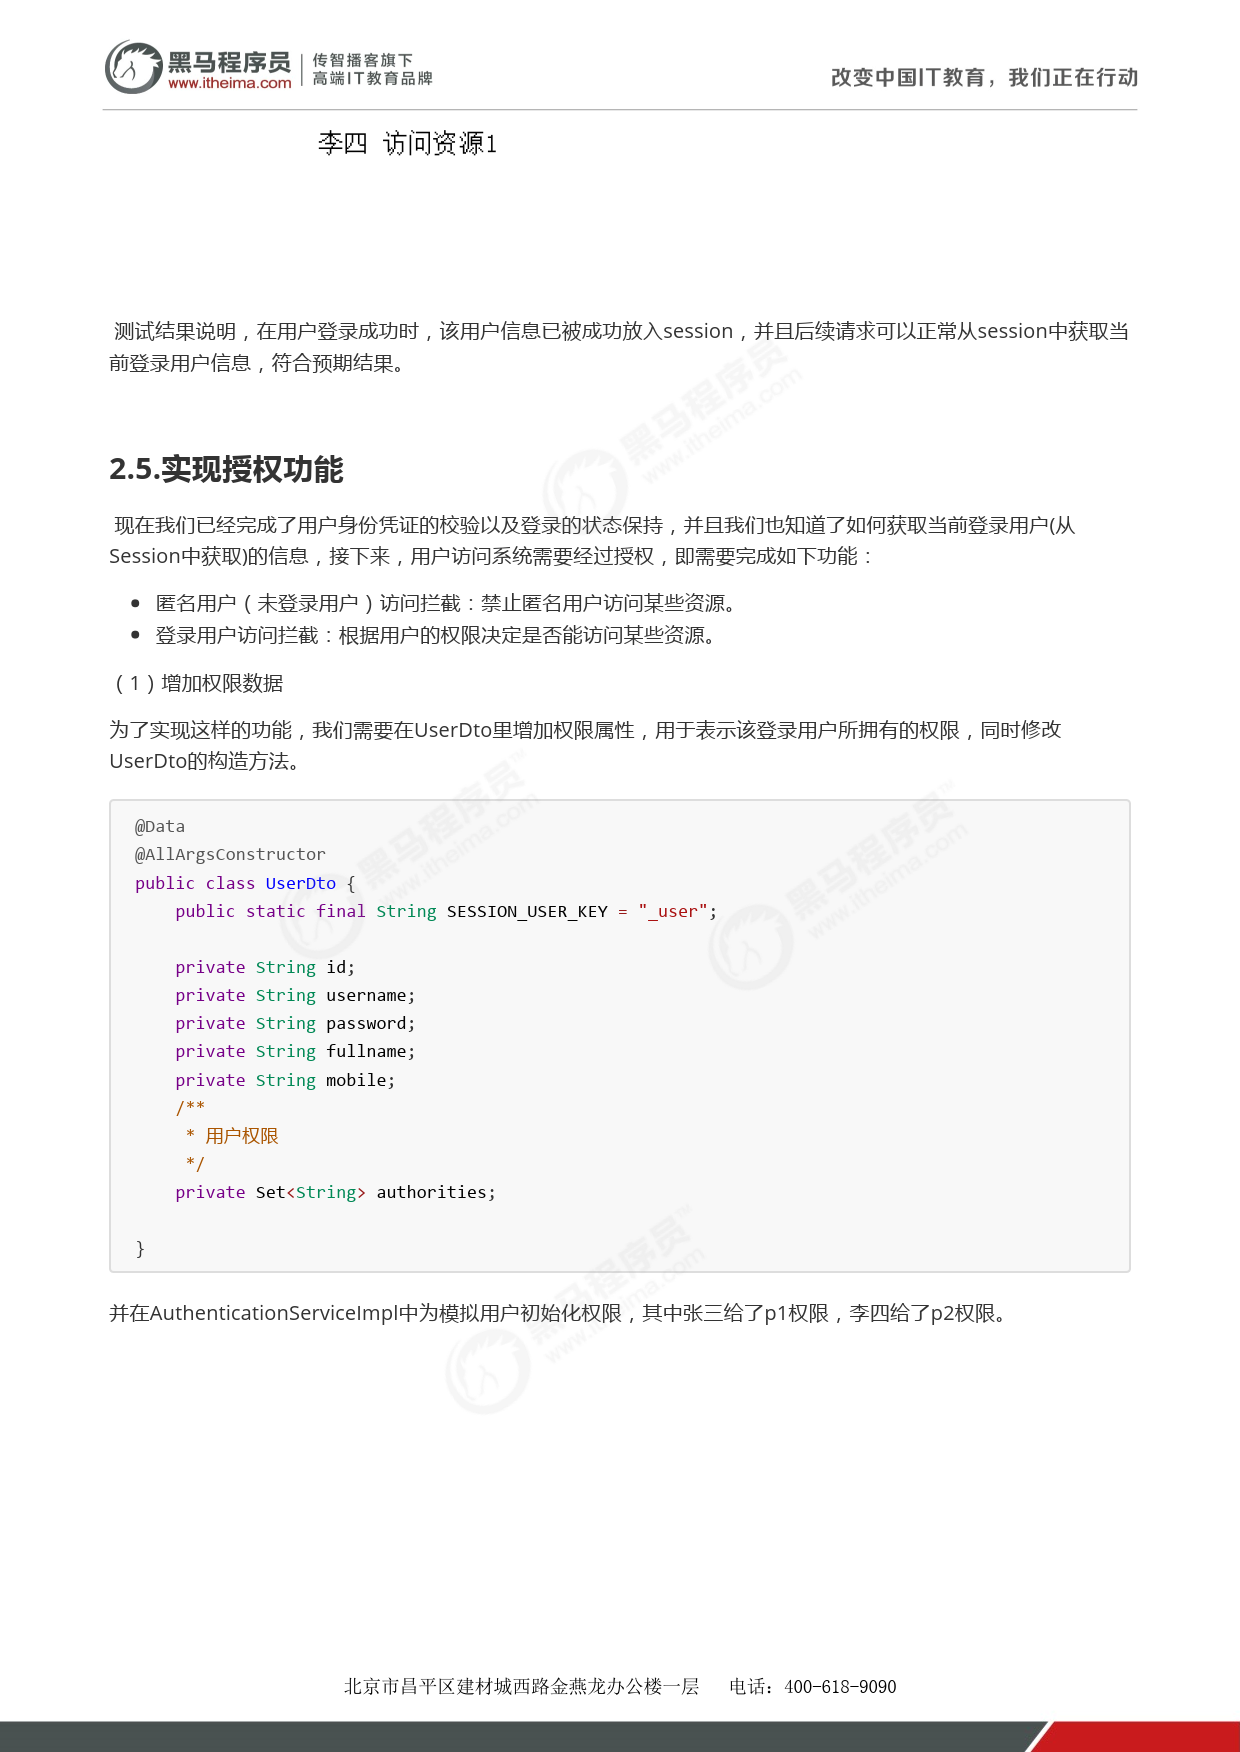 黑马程序员
www.itheima.com
传智播客旗下
高端IT教育品牌
改变中国IT教育，我们正在行动
李四 访问资源1
测试结果说明，在用户登录成功时，该用户信息已被成功放入session，并且后续请求可以正常从session中获取当
前登录用户信息，符合预期结果。
2.5.实现授权功能
现在我们已经完成了用户身份凭证的校验以及登录的状态保持，并且我们也知道了如何获取当前登录用户(从
Session中获取)的信息，接下来，用户访问系统需要经过授权，即需要完成如下功能：
• 匿名用户（未登录用户）访问拦截：禁止匿名用户访问某些资源。
• 登录用户访问拦截：根据用户的权限决定是否能访问某些资源。
（1）增加权限数据
为了实现这样的功能，我们需要在UserDto里增加权限属性，用于表示该登录用户所拥有的权限，同时修改
UserDto的构造方法。
@Data
@AllArgsConstructor
public class UserDto {
    public static final String SESSION_USER_KEY = "_user";
    private String id;
    private String username;
    private String password;
    private String fullname;
    private String mobile;
    /**
     * 用户权限
     */
    private Set<String> authorities;
}
并在AuthenticationServiceImpl中为模拟用户初始化权限，其中张三给了p1权限，李四给了p2权限。
北京市昌平区建材城西路金燕龙办公楼一层 电话：400-618-9090